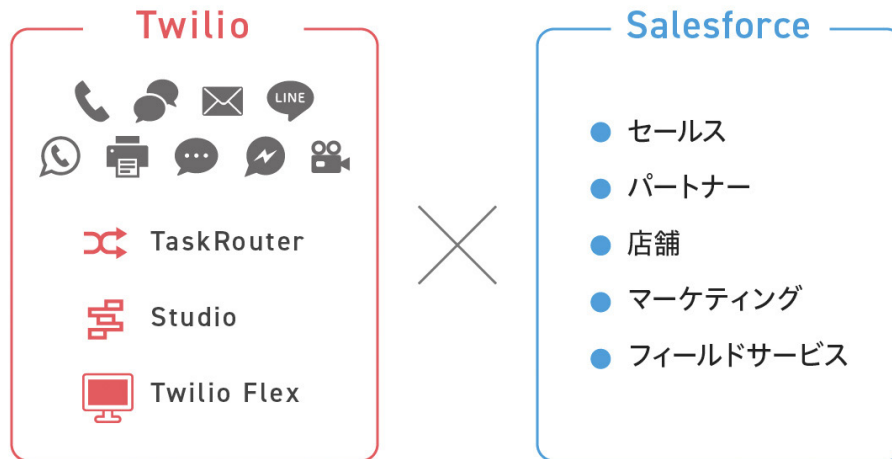 Twilio
LINE
TaskRouter
Studio
Twilio Flex
Salesforce
セールス
パートナー
店舗
マーケティング
フィールドサービス